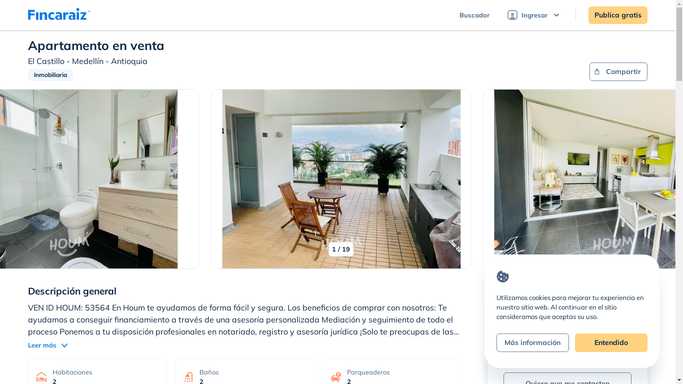 Fincaraiz
Buscador
Ingresar
Publica gratis
Apartamento en venta
El Castillo - Medellín - Antioquia
Inmobiliaria
Compartir
HOUM
1 / 19
HOUM
Descripción general
VEN ID HOUM: 53564 En Houm te ayudamos de forma fácil y segura. Los beneficios de comprar con nosotros: Te
ayudamos a conseguir financiamiento a través de una asesoría personalizada Mediación y seguimiento de todo el
proceso Ponemos a tu disposición profesionales en notariado, registro y asesoría jurídica ¡Solo te preocupas de las...
Leer más
Habitaciones
2
Baños
2
Parqueaderos
2
Utilizamos cookies para mejorar tu experiencia en
nuestro sitio web. Al continuar en el sitio
consideramos que aceptas su uso.
Más información
Entendido
Quiero que me contacten